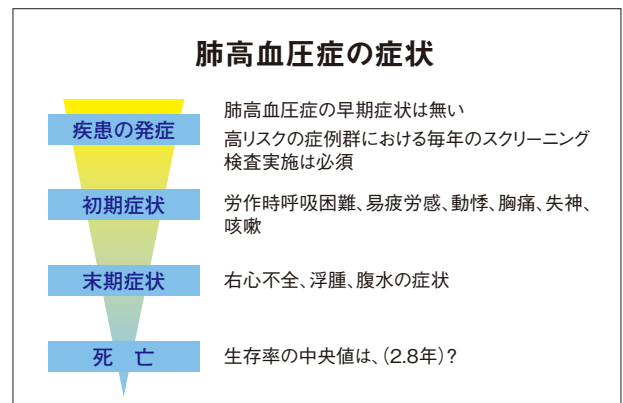 肺高血圧症の症状
疾患の発症
肺高血圧症の早期症状は無い
高リスクの症例群における毎年のスクリーニング
検査実施は必須
初期症状
労作時呼吸困難、易疲労感、動悸、胸痛、失神、
咳嗽
末期症状
右心不全、浮腫、腹水の症状
死　亡
生存率の中央値は、(2.8年)?